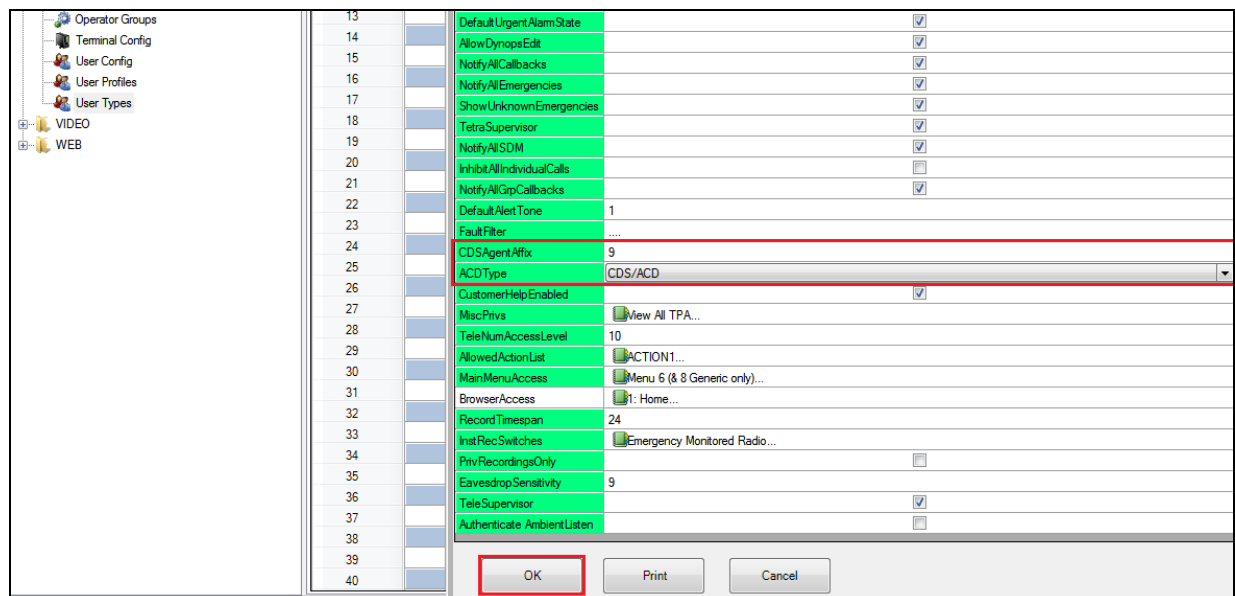 Operator Groups
Terminal Config
User Config
User Profiles
User Types
VIDEO
WEB
13
14
15
16
17
18
19
20
21
22
23
24
25
26
27
28
29
30
31
32
33
34
35
36
37
38
39
40
DefaultUrgentAlarmState
AllowDynopsEdit
NotifyAllCallbacks
NotifyAllEmergencies
ShowUnknownEmergencies
TetraSupervisor
NotifyAllSDM
InhibitAllIndividualCalls
NotifyAllGrpCallbacks
DefaultAlertTone 1
FaultFilter ....
CDSAgentAffix 9
ACDType CDS/ACD
CustomerHelpEnabled
MiscPrivs View All TPA...
TeleNumAccessLevel 10
AllowedActionList ACTION1...
MainMenuAccess Menu 6 (& 8 Generic only)...
BrowserAccess 1: Home...
RecordTimespan 24
InstRecSwitches Emergency Monitored Radio...
PrivRecordingsOnly
EavesdropSensitivity 9
TeleSupervisor
Authenticate AmbientListen
OK Print Cancel